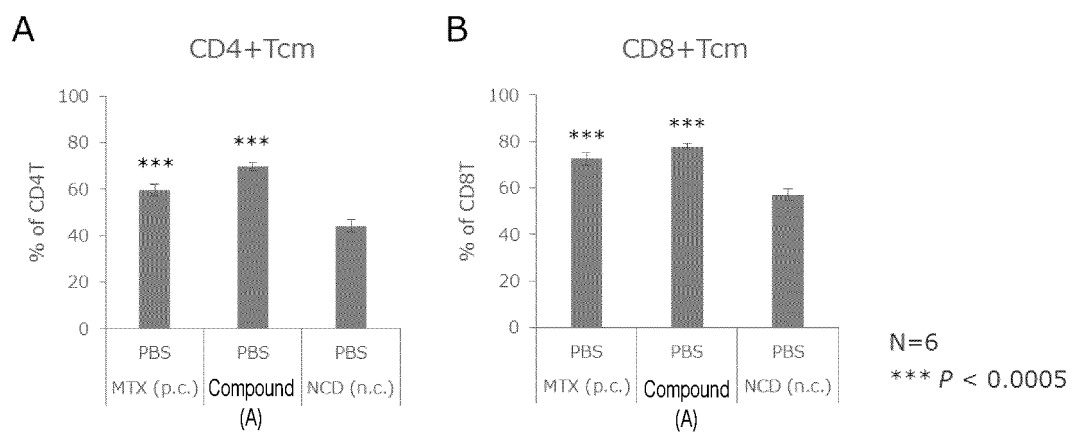 A
CD4+Tcm
% of CD4T
100
80
60
40
20
0
***
***
PBS
PBS
PBS
MTX (p.c.)
Compound
(A)
NCD (n.c.)
B
CD8+Tcm
% of CD8T
100
80
60
40
20
0
***
***
PBS
PBS
PBS
MTX (p.c.)
Compound
(A)
NCD (n.c.)
N=6
*** P < 0.0005